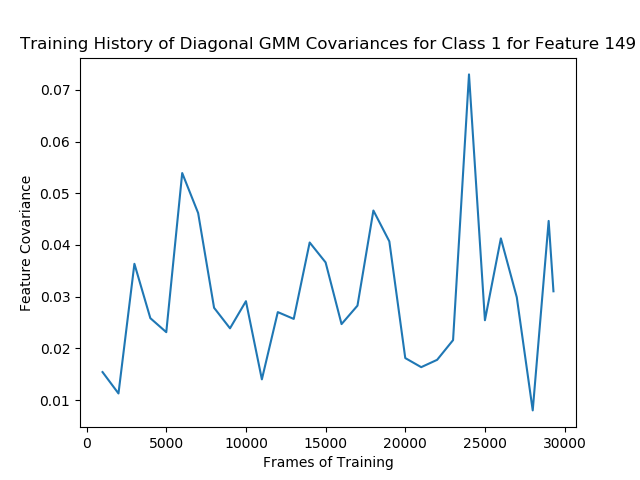 Training History of Diagonal GMM Covariances for Class 1 for Feature 149
0.07
0.06
0.05
0.04
0.03
0.02
0.01
Feature Covariance
0 5000 10000 15000 20000 25000 30000
Frames of Training